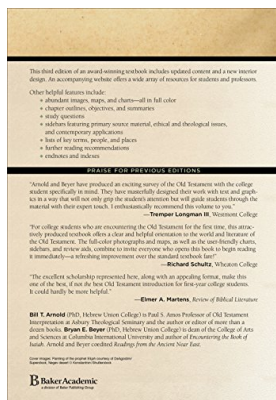 This third edition of an award-winning textbook includes updated content and a new interior
design. An accompanying website offers a wide array of resources for students and professors.
Other helpful features include:
● abundant images, maps, and charts—all in full color
● chapter outlines, objectives, and summaries
● study questions
● sidebars featuring primary source material, ethical and theological issues,
and contemporary applications
● lists of key terms, people, and places
● further reading recommendations
● endnotes and indexes
PRAISE FOR PREVIOUS EDITIONS
"Arnold and Beyer have produced an exciting survey of the Old Testament with the college
student specifically in mind. They have masterfully designed their work with text and graph-
ics in a way that will not only grip the students attention but will guide students through the
material with their expert touch. I enthusiastically recommend this volume to you."
—Tremper Longman III, Westmont College
"For college students who are encountering the Old Testament for the first time, this attrac-
tively produced textbook offers a clear and helpful orientation to the world and literature of
the Old Testament. The full-color photographs and maps, as well as the user-friendly charts,
sidebars, and review aids, combine to invite everyone who opens this book to begin reading
it immediately—a refreshing improvement over the standard textbook fare!"
—Richard Schultz, Wheaton College
"The excellent scholarship represented here, along with an appealing format, make this
one of the best, if not the best Old Testament introduction for first-year college students.
It could hardly be more helpful."
—Elmer A. Martens, Review of Biblical Literature
Bill T. Arnold (PhD, Hebrew Union College) is Paul S. Amos Professor of Old Testament
Interpretation at Asbury Theological Seminary and the author or editor of more than a
dozen books. Bryan E. Beyer (PhD, Hebrew Union College) is dean of the College of Arts
and Sciences at Columbia International University and author of Encountering the Book of
Isaiah. Arnold and Beyer coedited Readings from the Ancient Near East.
BakerAcademic
a division of Baker Publishing Group